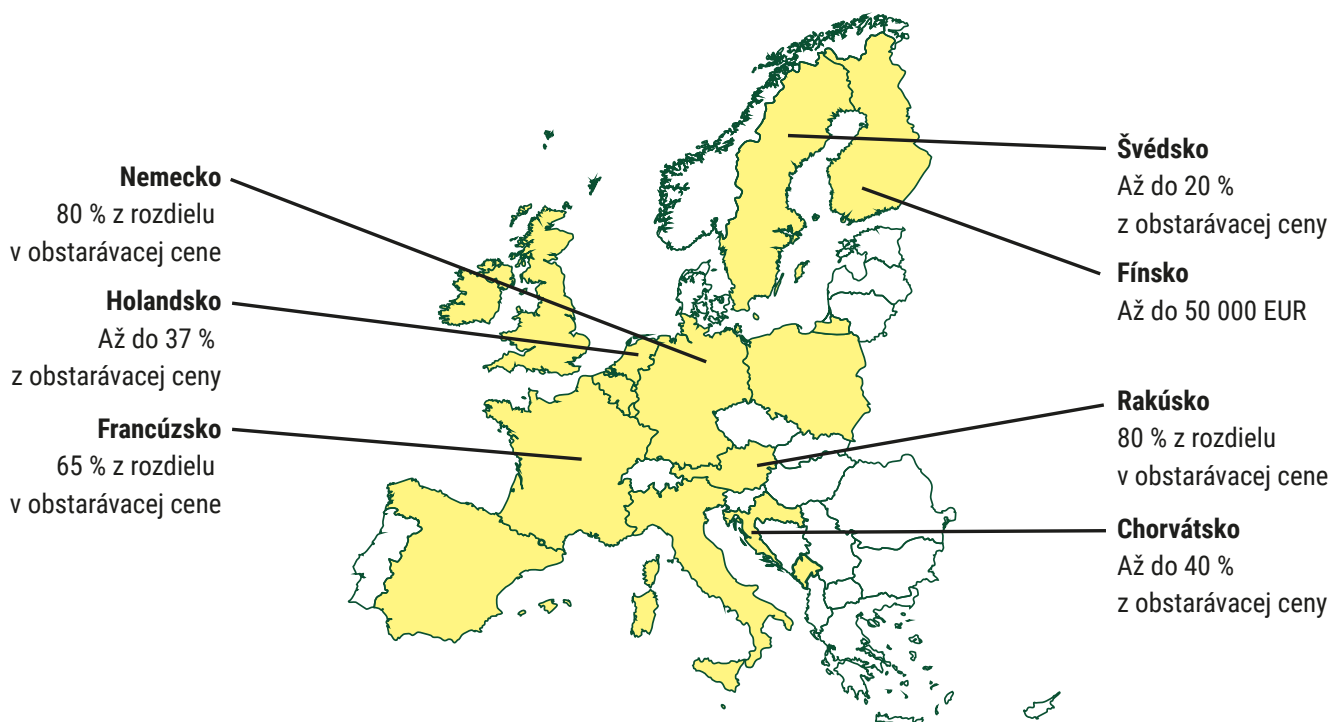 Nemecko
80 % z rozdielu
v obstarávacej cene
Holandsko
Až do 37 %
z obstarávacej ceny
Francúzsko
65 % z rozdielu
v obstarávacej cene
Švédsko
Až do 20 %
z obstarávacej ceny
Fínsko
Až do 50 000 EUR
Rakúsko
80 % z rozdielu
v obstarávacej cene
Chorvátsko
Až do 40 %
z obstarávacej ceny